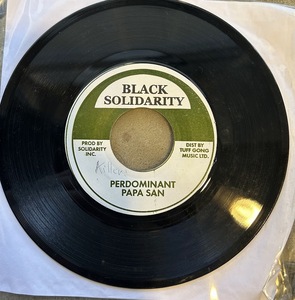 BLACK
SOLIDARITY
PROD BY
SOLIDARITY
INC.
DIST BY
TUFF GONG
MUSIC LTD.
PERDOMINANT
PAPA SAN